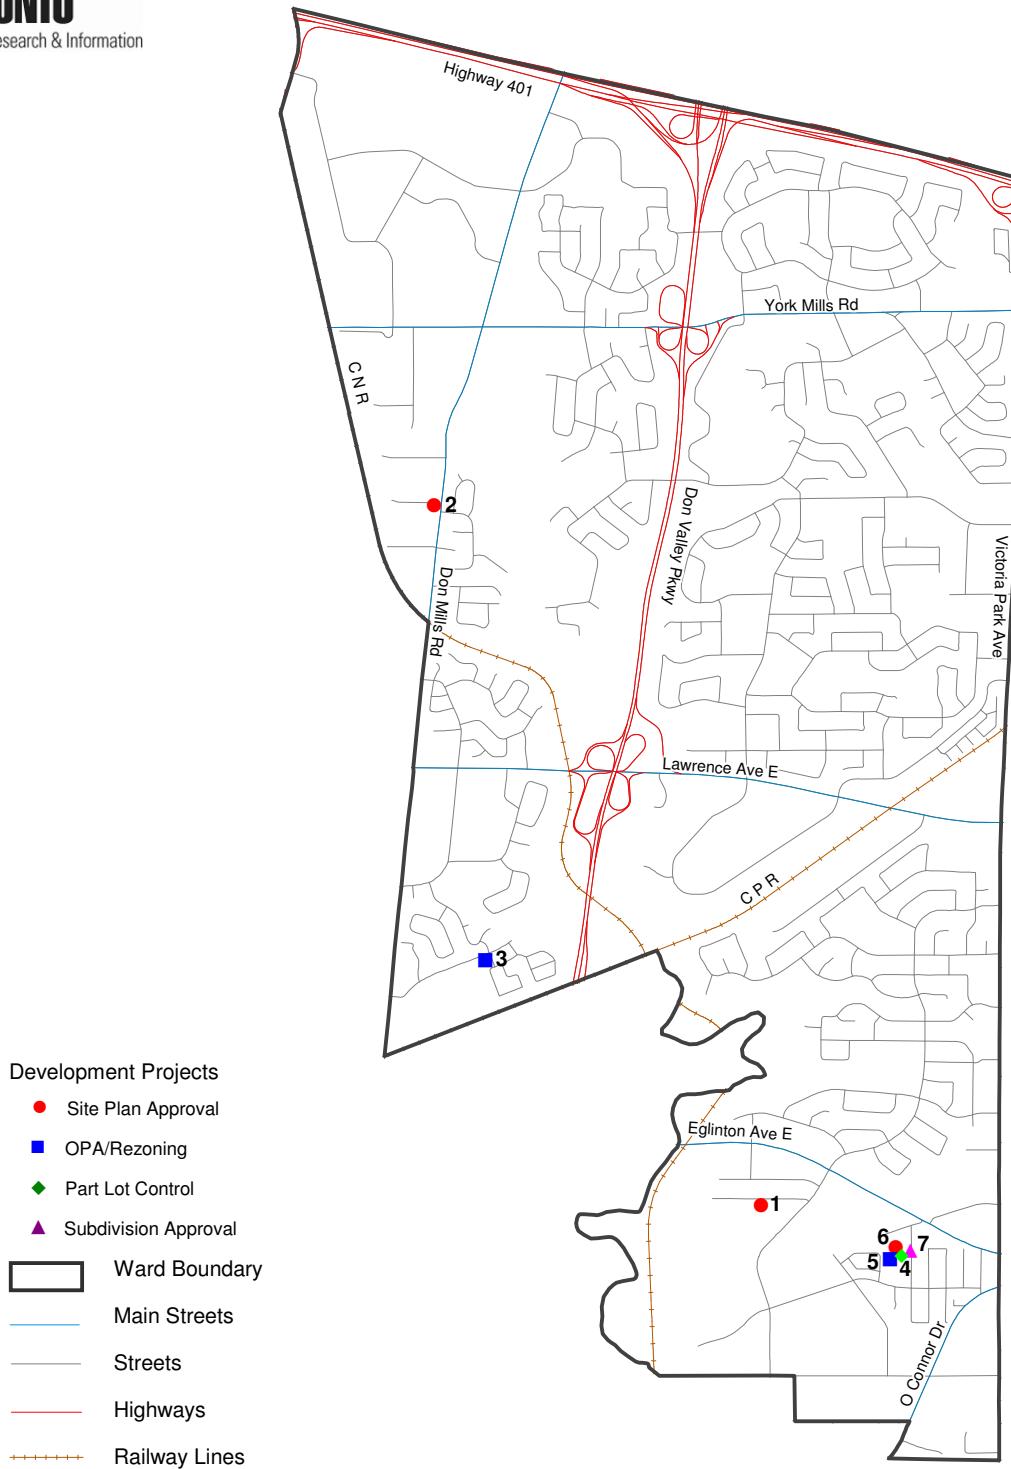 Research & Information
Highway 401
York Mills Rd
C N R
2
Don Valley Pkwy
Victoria Park Ave
Don Mills Rd
Lawrence Ave E
C P R
3
Development Projects
Site Plan Approval
OPA/Rezoning
Part Lot Control
Subdivision Approval
Ward Boundary
Main Streets
Streets
Highways
Railway Lines
Eglinton Ave E
1
6
7
5
4
O Connor Dr